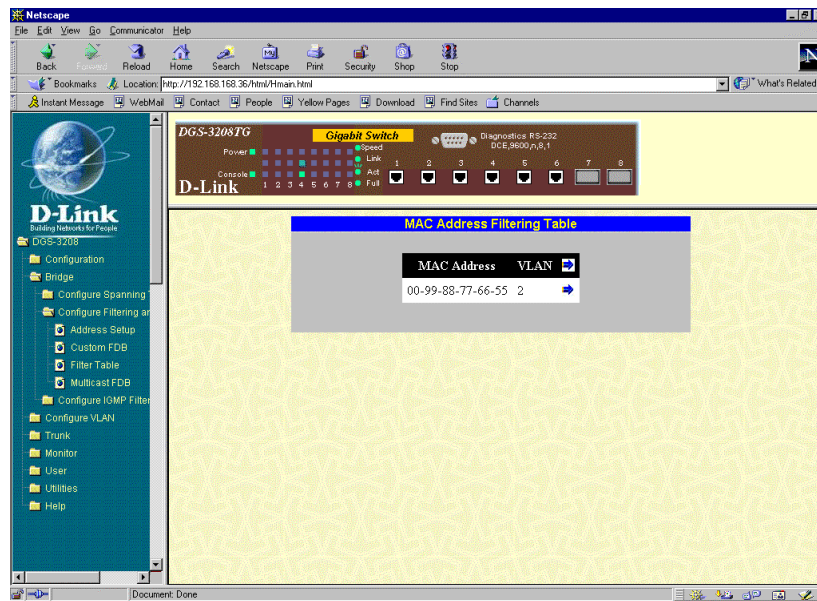 Netscape
File Edit View Go Communicator Help
Back Forward Reload Home Search Netscape Print Security Shop Stop
Bookmarks Location: http://192.168.168.36/html/Hmain.html What's Related
Instant Message WebMail Contact People Yellow Pages Download Find Sites Channels
D-Link
Building Networks for People
DGS-3208
Configuration
Bridge
Configure Spanning
Configure Filtering ar
Address Setup
Custom FDB
Filter Table
Multicast FDB
Configure IGMP Filter
Configure VLAN
Trunk
Monitor
User
Utilities
Help
DGS-3208TG
Gigabit Switch
Diagnostics RS-232
DCE,9600,n,8,1
Power
Console
Speed
Link
Act
Full
D-Link
1 2 3 4 5 6 7 8
1 2 3 4 5 6 7 8
MAC Address Filtering Table
MAC Address VLAN
00-99-88-77-66-55 2
Document: Done